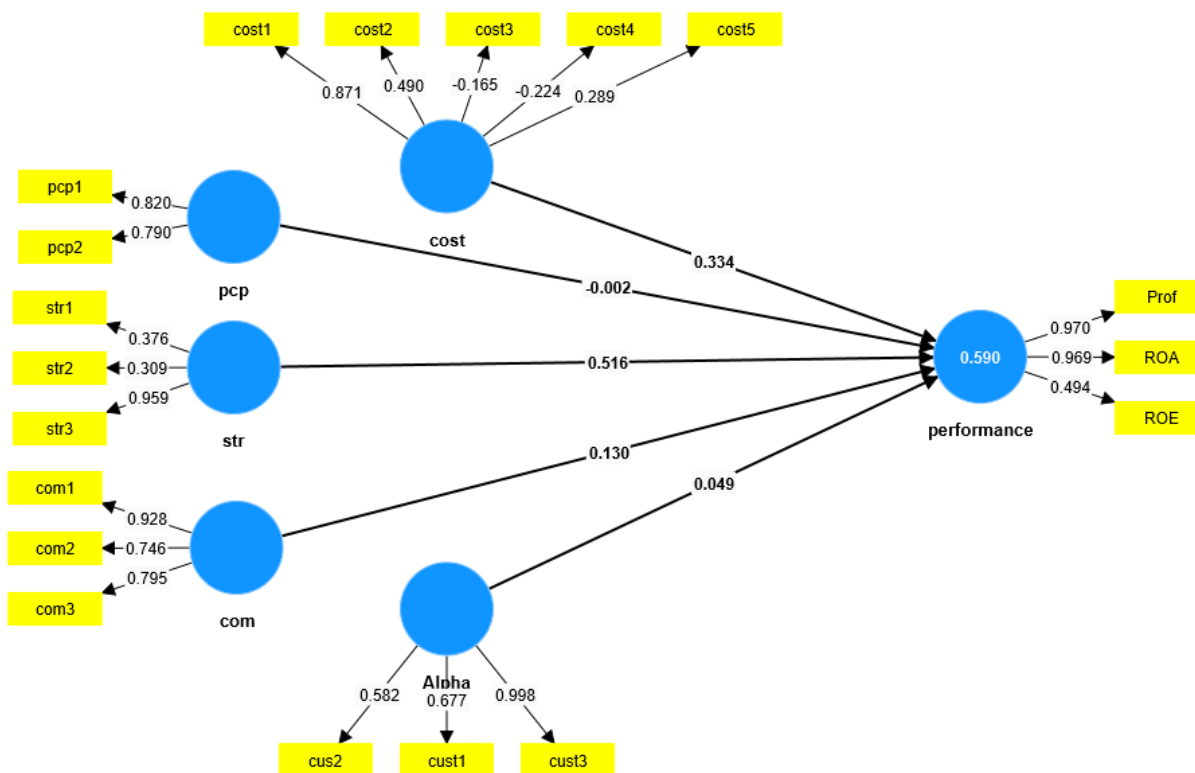 cost1
cost2
cost3
cost4
cost5
0.871
0.490
-0.165
-0.224
0.289
cost
pcp1
pcp2
0.820
0.790
pcp
str1
str2
str3
0.376
0.309
0.959
str
com1
com2
com3
0.928
0.746
0.795
com
0.334
-0.002
0.516
0.130
0.049
0.590
performance
0.970
0.969
0.494
Prof
ROA
ROE
Alpha
0.582
0.677
0.998
cus2
cust1
cust3